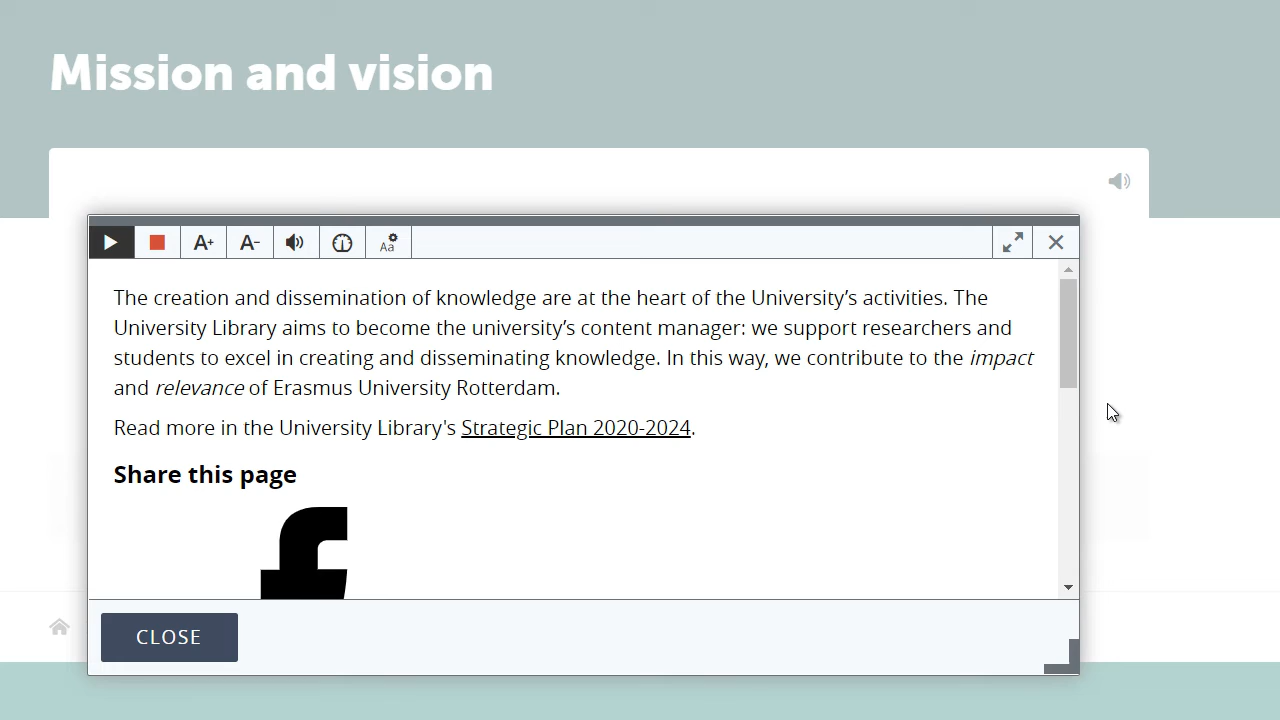 Mission and vision
A+ A- Aa
The creation and dissemination of knowledge are at the heart of the University’s activities. The
University Library aims to become the university’s content manager: we support researchers and
students to excel in creating and disseminating knowledge. In this way, we contribute to the impact
and relevance of Erasmus University Rotterdam.
Read more in the University Library's Strategic Plan 2020-2024.
Share this page
CLOSE